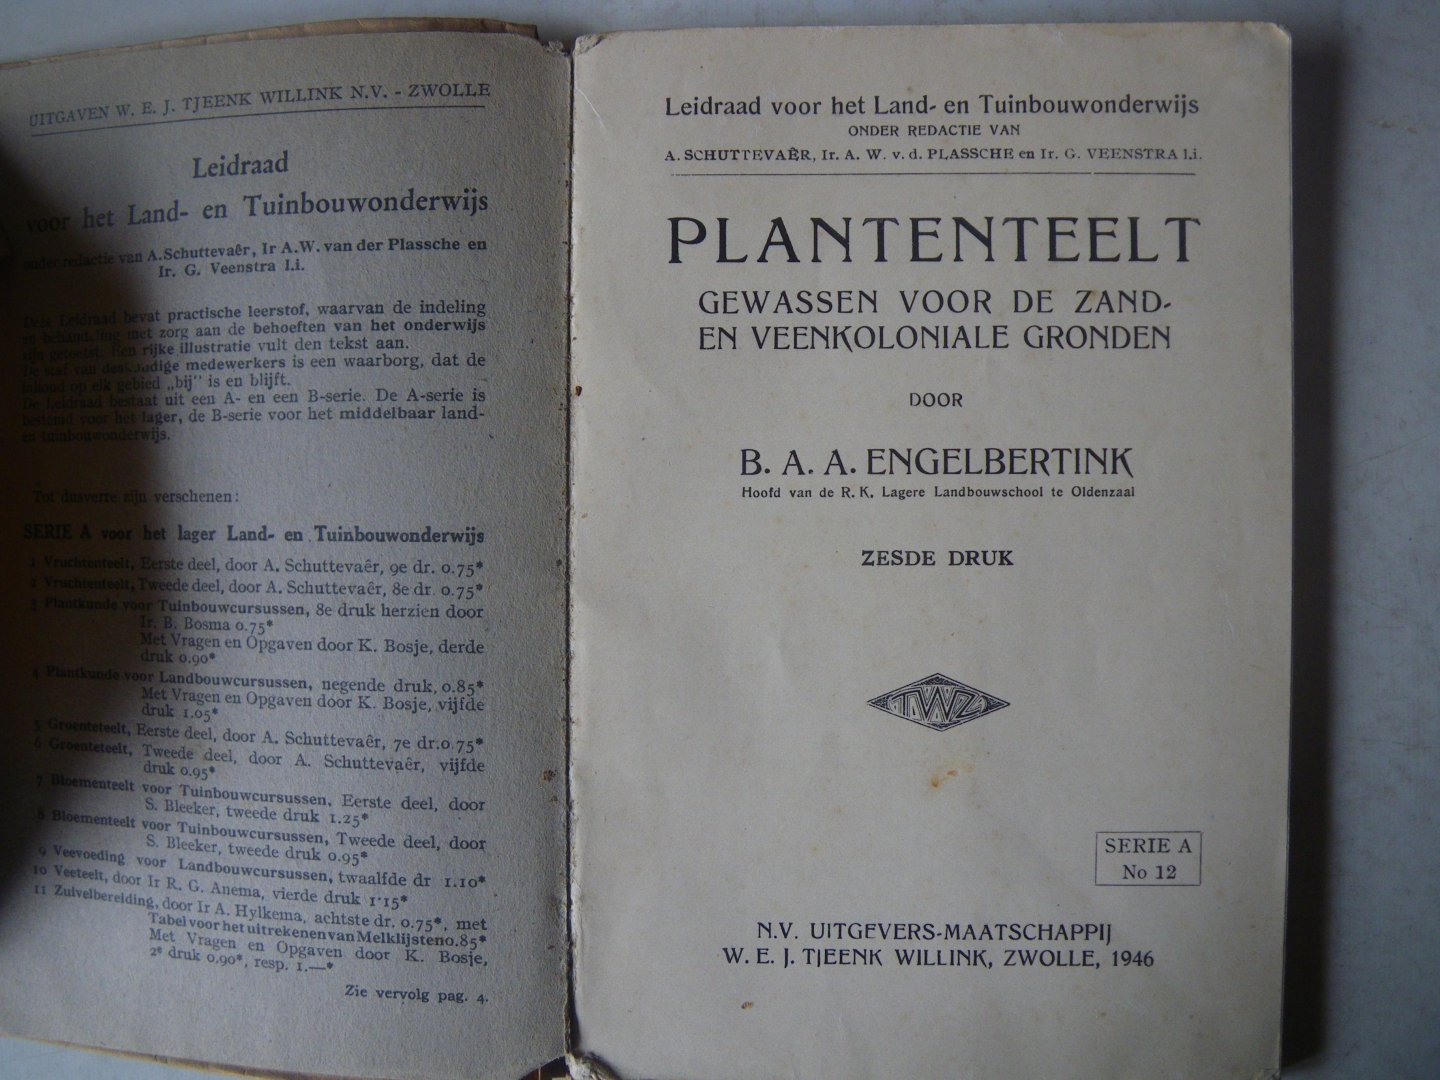 UITGAVEN W. E. J. TJEENK WILLINK N.V. - ZWOLLE
Leidraad
voor het Land- en Tuinbouwonderwijs
onder redactie van A. Schuttevaêr, Ir A.W. van der Plassche en
Ir. G. Veenstra l.i.
Deze Leidraad bevat practische leerstof, waarvan de indeling
en behandeling met zorg aan de behoeften van het onderwijs
zijn getoetst. Een rijke illustratie vult den tekst aan.
De staf van deskundige medewerkers is een waarborg, dat de
inhoud op elk gebied „bij” is en blijft.
De Leidraad bestaat uit een A- en een B-serie. De A-serie is
bestemd voor het lager, de B-serie voor het middelbaar land-
en tuinbouwonderwijs.
Tot dusverre zijn verschenen:
SERIE A voor het lager Land- en Tuinbouwonderwijs
1 Vruchtenteelt, Eerste deel, door A. Schuttevaêr, 9e dr. 0.75*
2 Vruchtenteelt, Tweede deel, door A. Schuttevaêr, 8e dr. 0.75*
3 Plantkunde voor Tuinbouwcursussen, 8e druk herzien door
Ir. B. Bosma 0.75*
Met Vragen en Opgaven door K. Bosje, derde
druk 0.90*
4 Plantkunde voor Landbouwcursussen, negende druk, 0.85*
Met Vragen en Opgaven door K. Bosje, vijfde
druk 1.05*
5 Groenteteelt, Eerste deel, door A. Schuttevaêr, 7e dr. 0.75*
6 Groenteteelt, Tweede deel, door A. Schuttevaêr, vijfde
druk 0.95*
7 Bloementeelt voor Tuinbouwcursussen, Eerste deel, door
S. Bleeker, tweede druk 1.25*
8 Bloementeelt voor Tuinbouwcursussen, Tweede deel, door
S. Bleeker, tweede druk 0.95*
9 Veevoeding voor Landbouwcursussen, twaalfde dr 1.10*
10 Veeteelt, door Ir R. G. Anema, vierde druk 1.15*
11 Zuivelbereiding, door Ir A. Hylkema, achtste dr. 0.75*, met
Tabel voor het uitrekenen van Melklijsten 0.85*
Met Vragen en Opgaven door K. Bosje,
2e druk 0.90*, resp. 1.—*
Zie vervolg pag. 4.
Leidraad voor het Land- en Tuinbouwonderwijs
ONDER REDACTIE VAN
A. SCHUTTEVAÊR, Ir. A. W. v. d. PLASSCHE en Ir. G. VEENSTRA l.i.
PLANTENTEELT
GEWASSEN VOOR DE ZAND-
EN VEENKOLONIALE GRONDEN
DOOR
B. A. A. ENGELBERTINK
Hoofd van de R. K. Lagere Landbouwschool te Oldenzaal
ZESDE DRUK
TWZ
SERIE A
No 12
N.V. UITGEVERS-MAATSCHAPPIJ
W. E. J. TJEENK WILLINK, ZWOLLE, 1946